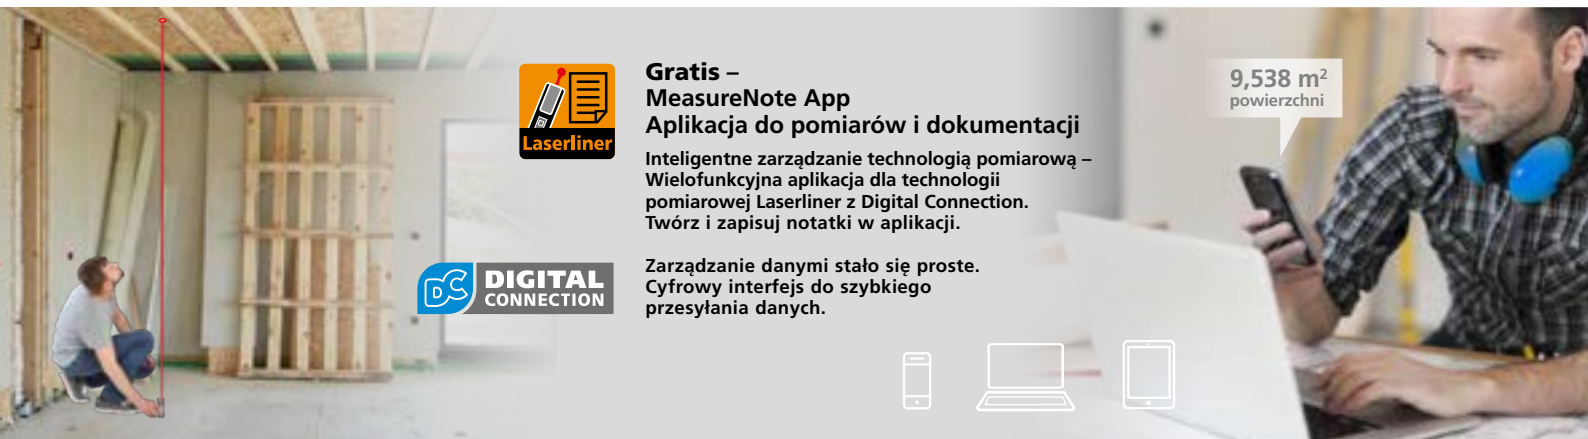 Gratis –
MeasureNote App
Aplikacja do pomiarów i dokumentacji
Inteligentne zarządzanie technologią pomiarową –
Wielofunkcyjna aplikacja dla technologii
pomiarowej Laserliner z Digital Connection.
Twórz i zapisuj notatki w aplikacji.
Zarządzanie danymi stało się proste.
Cyfrowy interfejs do szybkiego
przesyłania danych.
Laserliner
DC DIGITAL
CONNECTION
9,538 m²
powierzchni